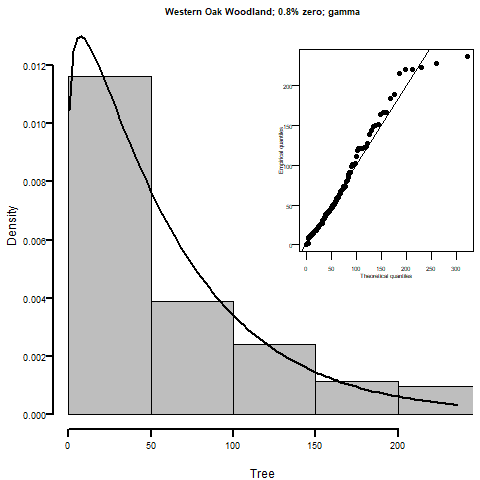 Western Oak Woodland; 0.8% zero; gamma
Density
0.012
0.010
0.008
0.006
0.004
0.002
0.000
0 50 100 150 200
Tree
Empirical quantiles
200
150
100
50
0
0 50 100 150 200 250 300
Theoretical quantiles